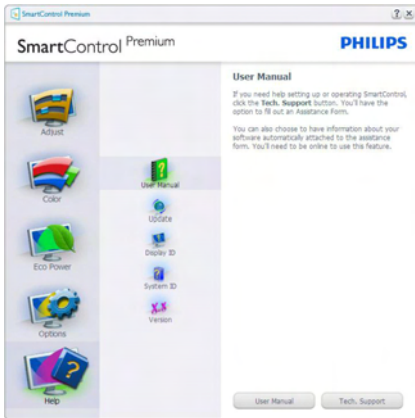 SmartControl Premium
SmartControl Premium
PHILIPS
Adjust
Color
Eco Power
Options
Help
User Manual
Update
Display ID
System ID
Version
User Manual
If you need help setting up or operating SmartControl,
click the Tech. Support button. You'll have the
option to fill out an Assistance Form.
You can also choose to have information about your
software automatically attached to the assistance
form. You'll need to be online to use this feature.
User Manual
Tech. Support